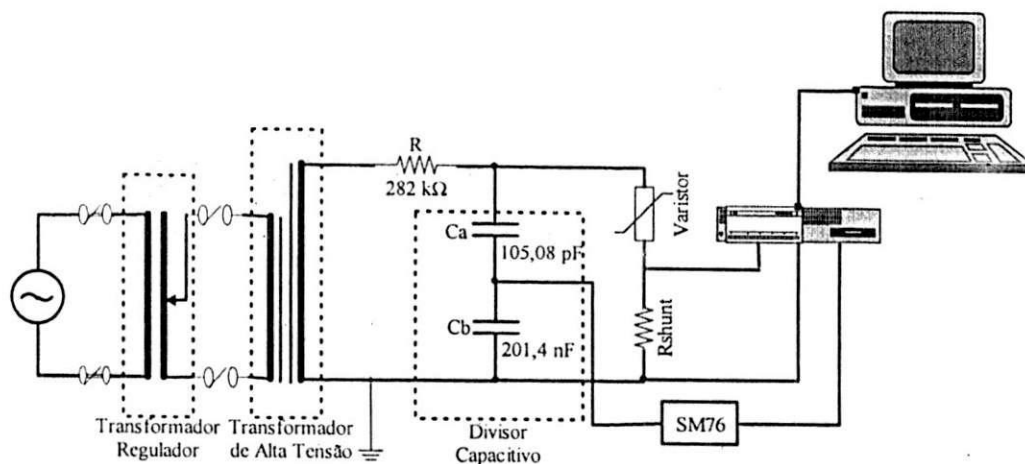 R
282 kΩ
Ca
105,08 pF
Cb
201,4 nF
Varistor
Rshunt
SM76
Transformador
Regulador
Transformador
de Alta Tensão
Divisor
Capacitivo